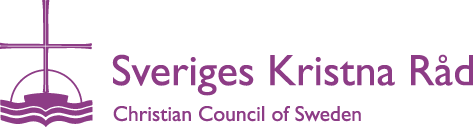 Sveriges Kristna Råd
Christian Council of Sweden